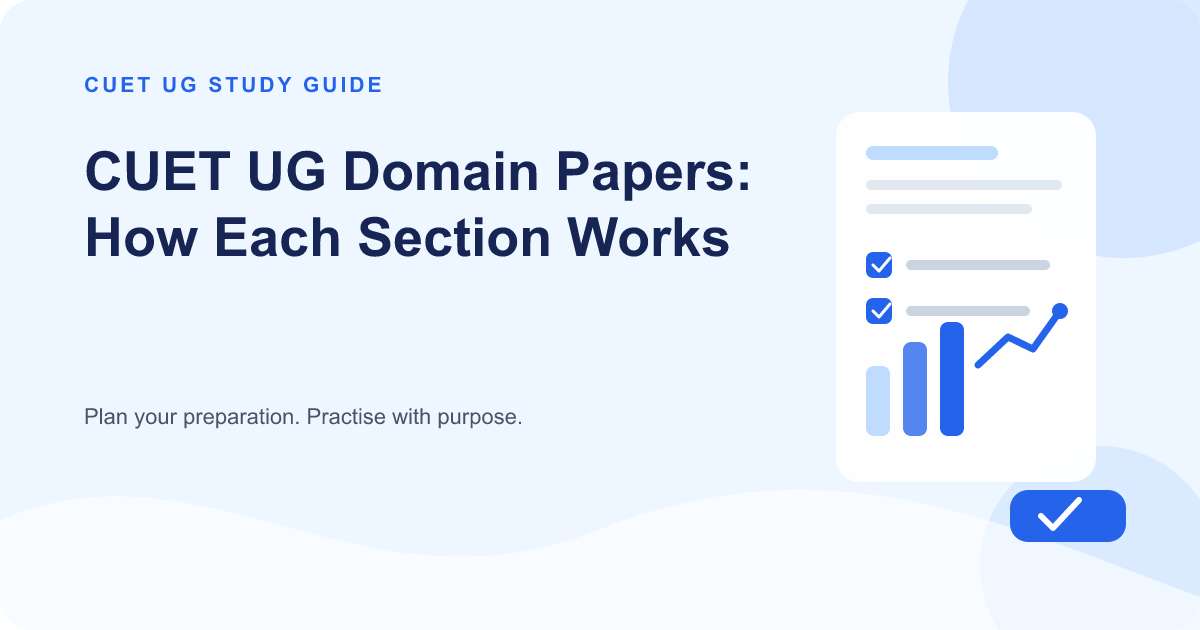 CUET UG STUDY GUIDE
CUET UG Domain Papers:
How Each Section Works
Plan your preparation. Practise with purpose.